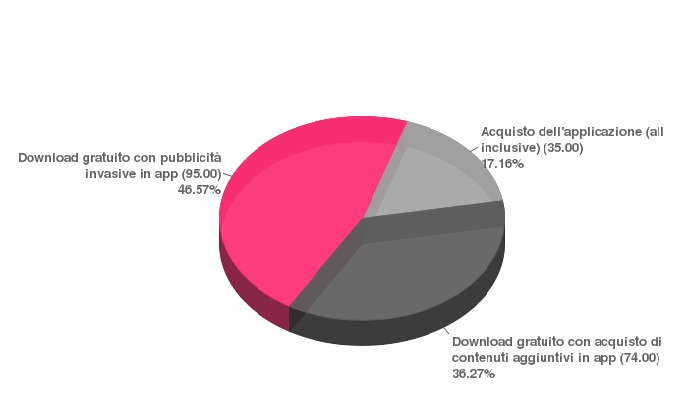 Download gratuito con pubblicità
invasive in app (95.00)
46.57%
Acquisto dell'applicazione (all
inclusive) (35.00)
17.16%
Download gratuito con acquisto di
contenuti aggiuntivi in app (74.00)
36.27%